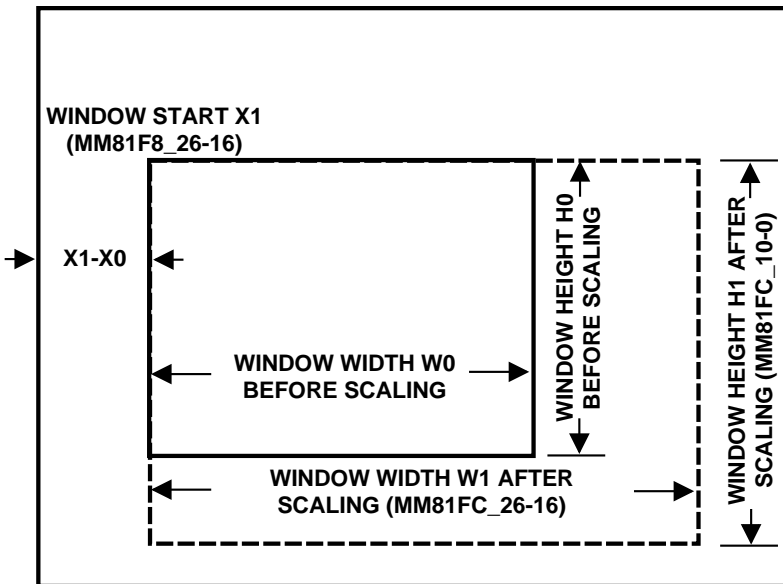 WINDOW START X1
(MM81F8_26-16)
X1-X0
WINDOW WIDTH W0
BEFORE SCALING
WINDOW HEIGHT H0
BEFORE SCALING
WINDOW HEIGHT H1 AFTER
SCALING (MM81FC_10-0)
WINDOW WIDTH W1 AFTER
SCALING (MM81FC_26-16)